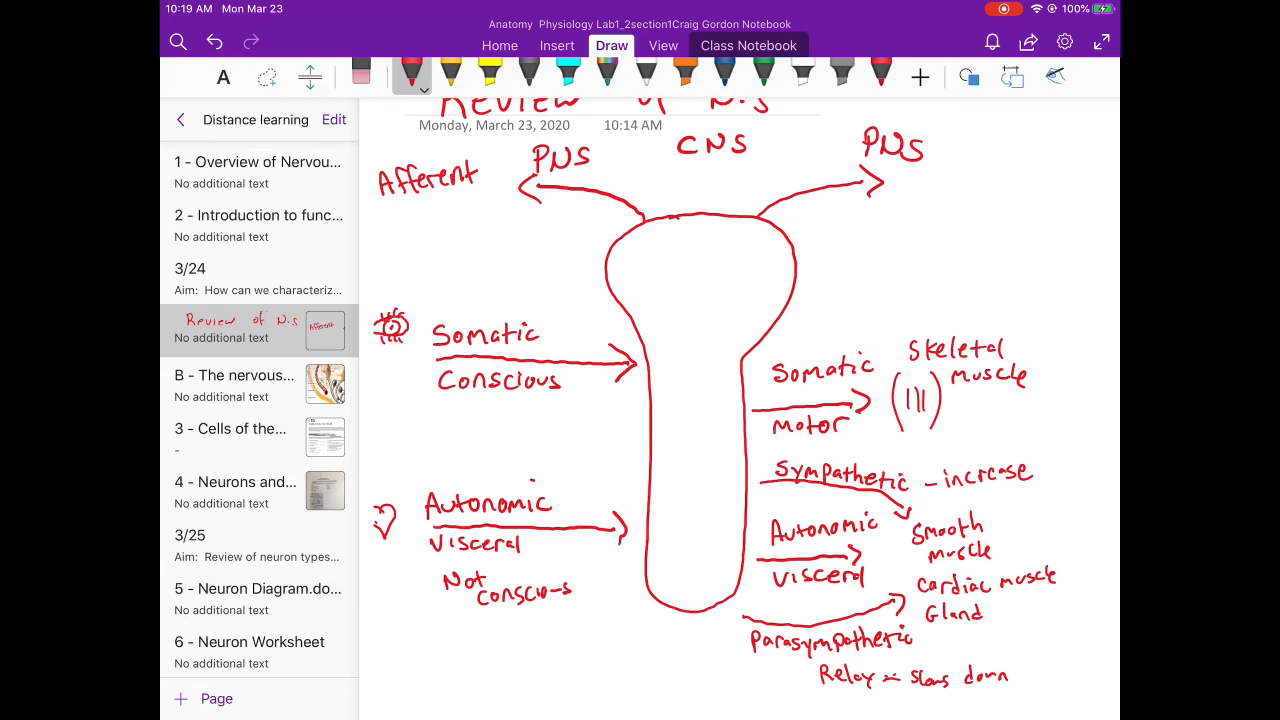 10:19 AM Mon Mar 23
100%
Anatomy Physiology Lab1_2section1Craig Gordon Notebook
Home Insert Draw View Class Notebook
A
Distance learning Edit
1 - Overview of Nervou...
No additional text
2 - Introduction to func...
No additional text
3/24
Aim: How can we characteriz...
Review of N.S
No additional text
Afferent
B - The nervous...
No additional text
3 - Cells of the...
-
4 - Neurons and...
No additional text
3/25
Aim: Review of neuron types...
5 - Neuron Diagram.do...
No additional text
6 - Neuron Worksheet
No additional text
+ Page
Review of N.S
Monday, March 23, 2020 10:14 AM
CNS
PNS
PNS
Afferent
Somatic
Conscious
Autonomic
Visceral
Not
conscious
Somatic
Motor
Skeletal
muscle
Sympathetic - increase
Autonomic
Visceral
Smooth
muscle
Cardiac muscle
Gland
Parasympathetic
slows down